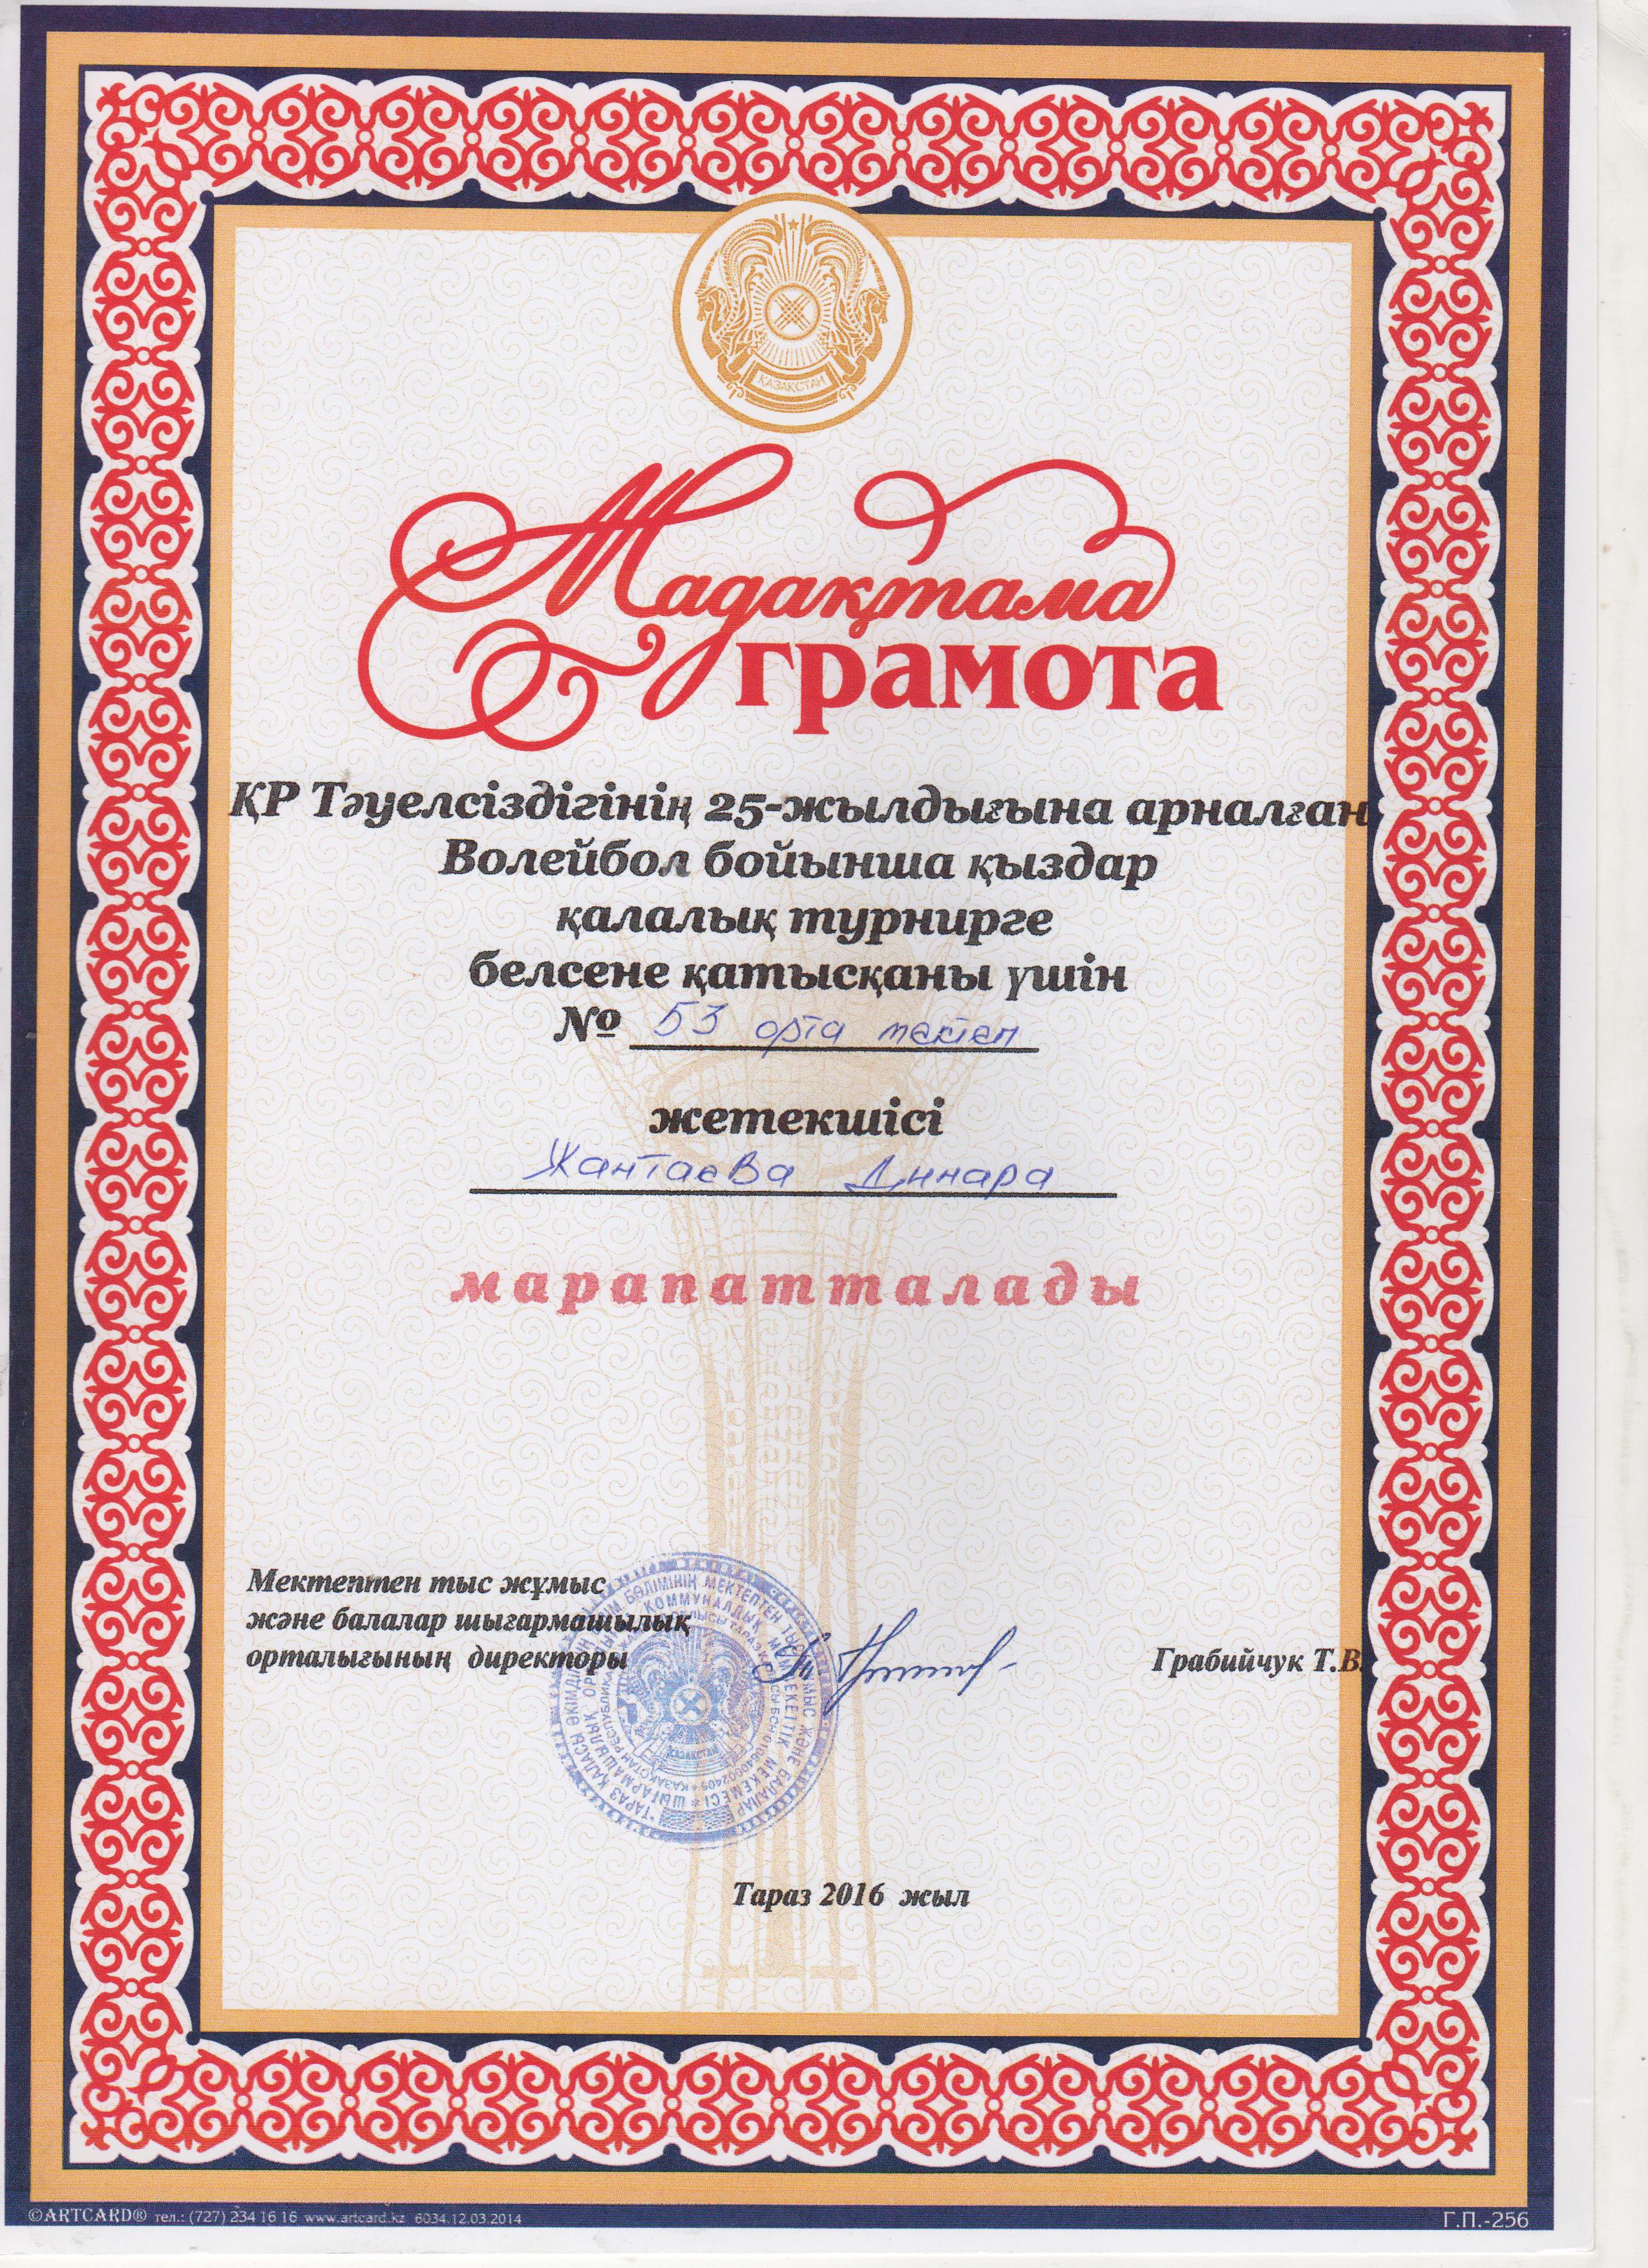 ҚАЗАҚСТАН
Мадақтама
грамота
ҚР Тәуелсіздігінің 25-жылдығына арналған
Волейбол бойынша қыздар
қалалық турнирге
белсене қатысқаны үшін
№ 53 орта мектеп
жетекшісі
Жантаева Динара
марапатталады
Мектептен тыс жұмыс
және балалар шығармашылық
орталығының директоры
Грабийчук Т.В.
Тараз 2016 жыл
©ARTCARD® тел.: (727) 234 16 16 www.artcard.kz 6034.12.03.2014
Г.П.-256